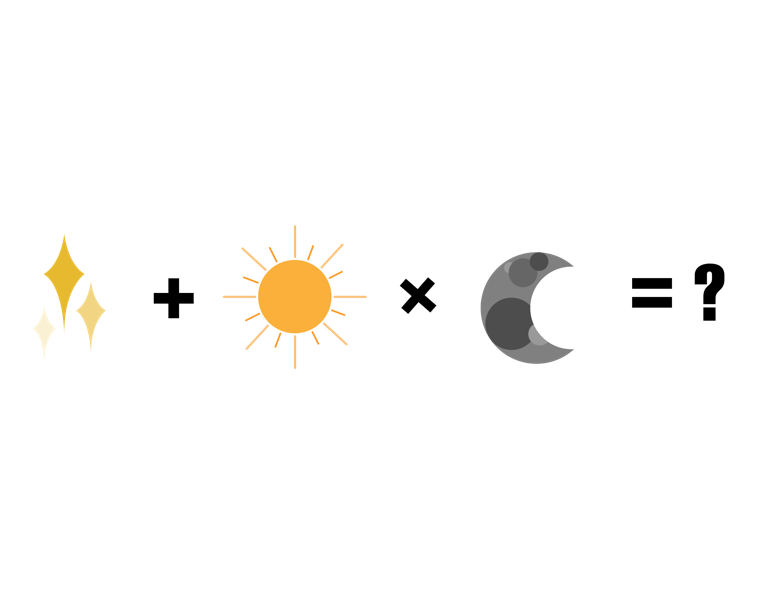 + × = ?